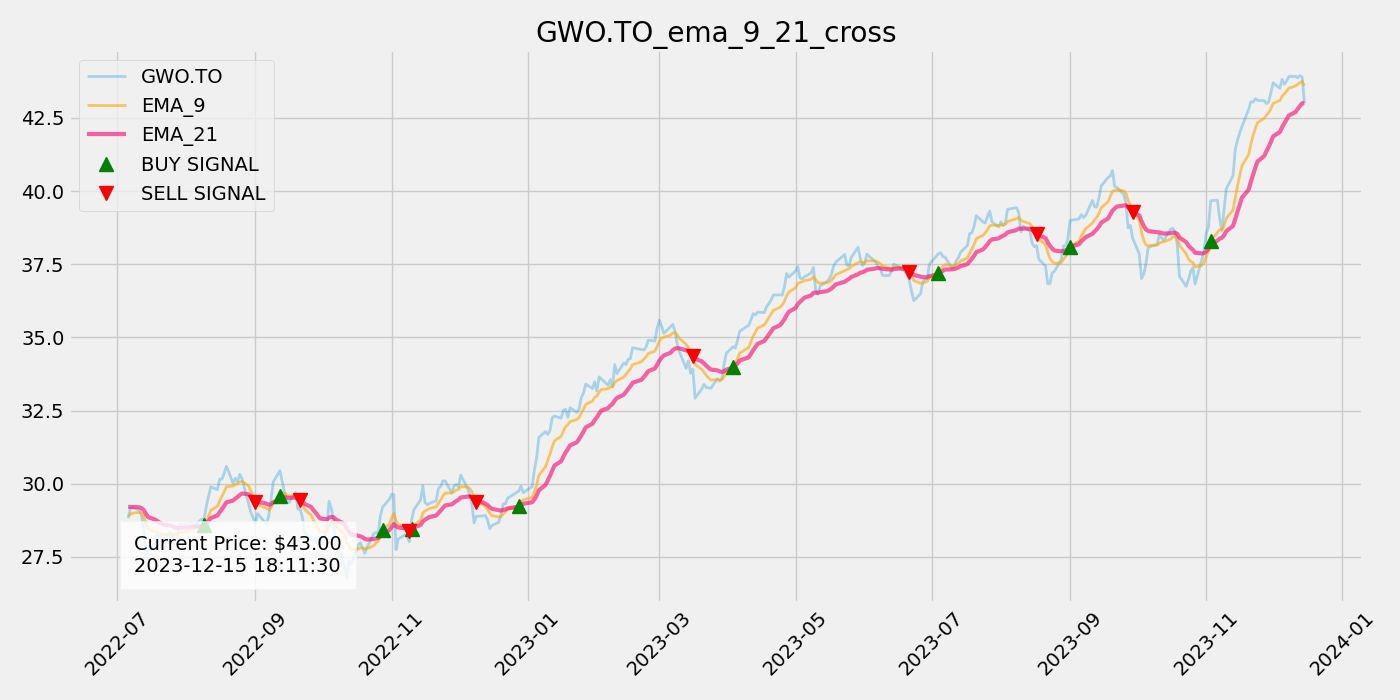 GWO.TO_ema_9_21_cross
GWO.TO
EMA_9
EMA_21
BUY SIGNAL
SELL SIGNAL
42.5
40.0
37.5
35.0
32.5
30.0
27.5
Current Price: $43.00
2023-12-15 18:11:30
2022-07
2022-09
2022-11
2023-01
2023-03
2023-05
2023-07
2023-09
2023-11
2024-01